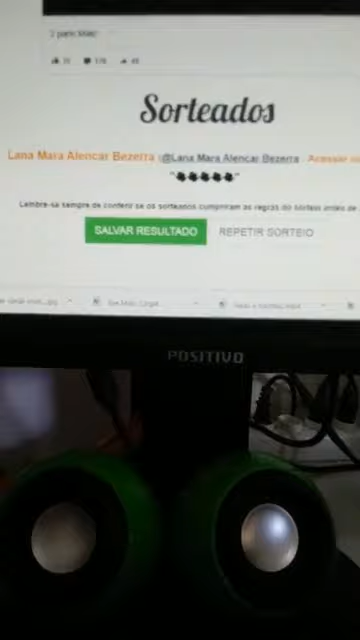 Sorteados
Lana Mara Alencar Bezerra (@Lana Mara Alencar Bezerra - Acessar
Lembre-se sempre de conferir se os sorteados cumpriram as regras do sorteio antes de
SALVAR RESULTADO REPETIR SORTEIO
POSITIVO